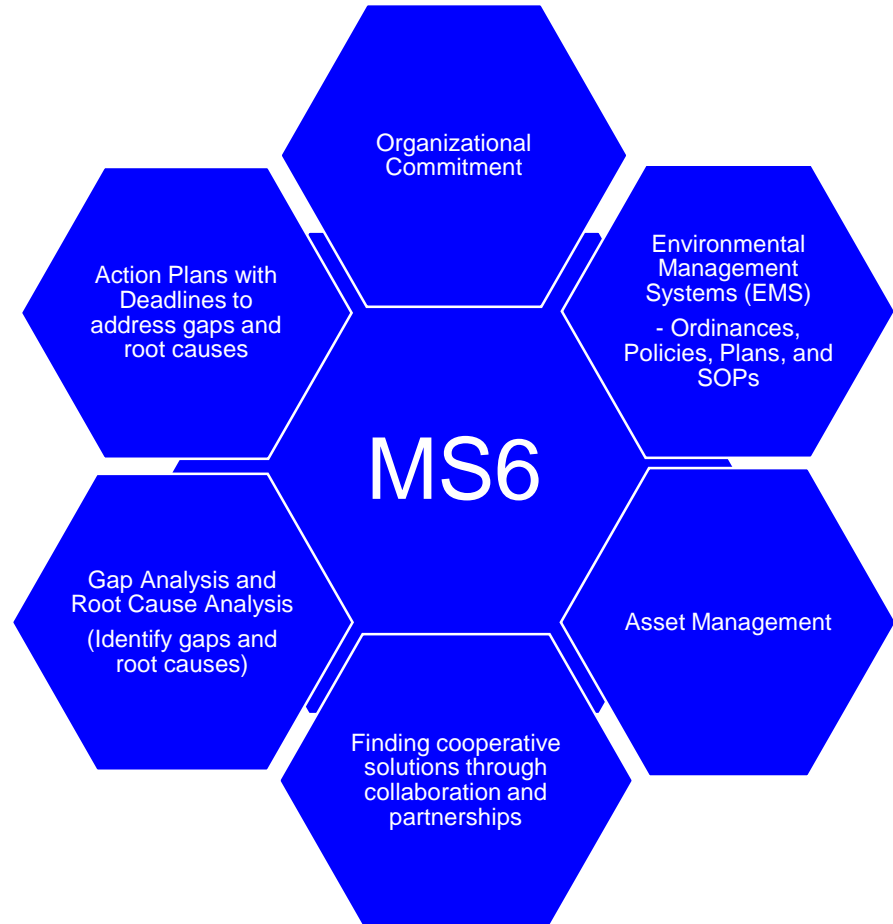 Organizational
Commitment
Environmental
Management
Systems (EMS)
- Ordinances,
Policies, Plans, and
SOPs
Asset Management
Finding cooperative
solutions through
collaboration and
partnerships
Gap Analysis and
Root Cause Analysis
(Identify gaps and
root causes)
Action Plans with
Deadlines to
address gaps and
root causes
MS6